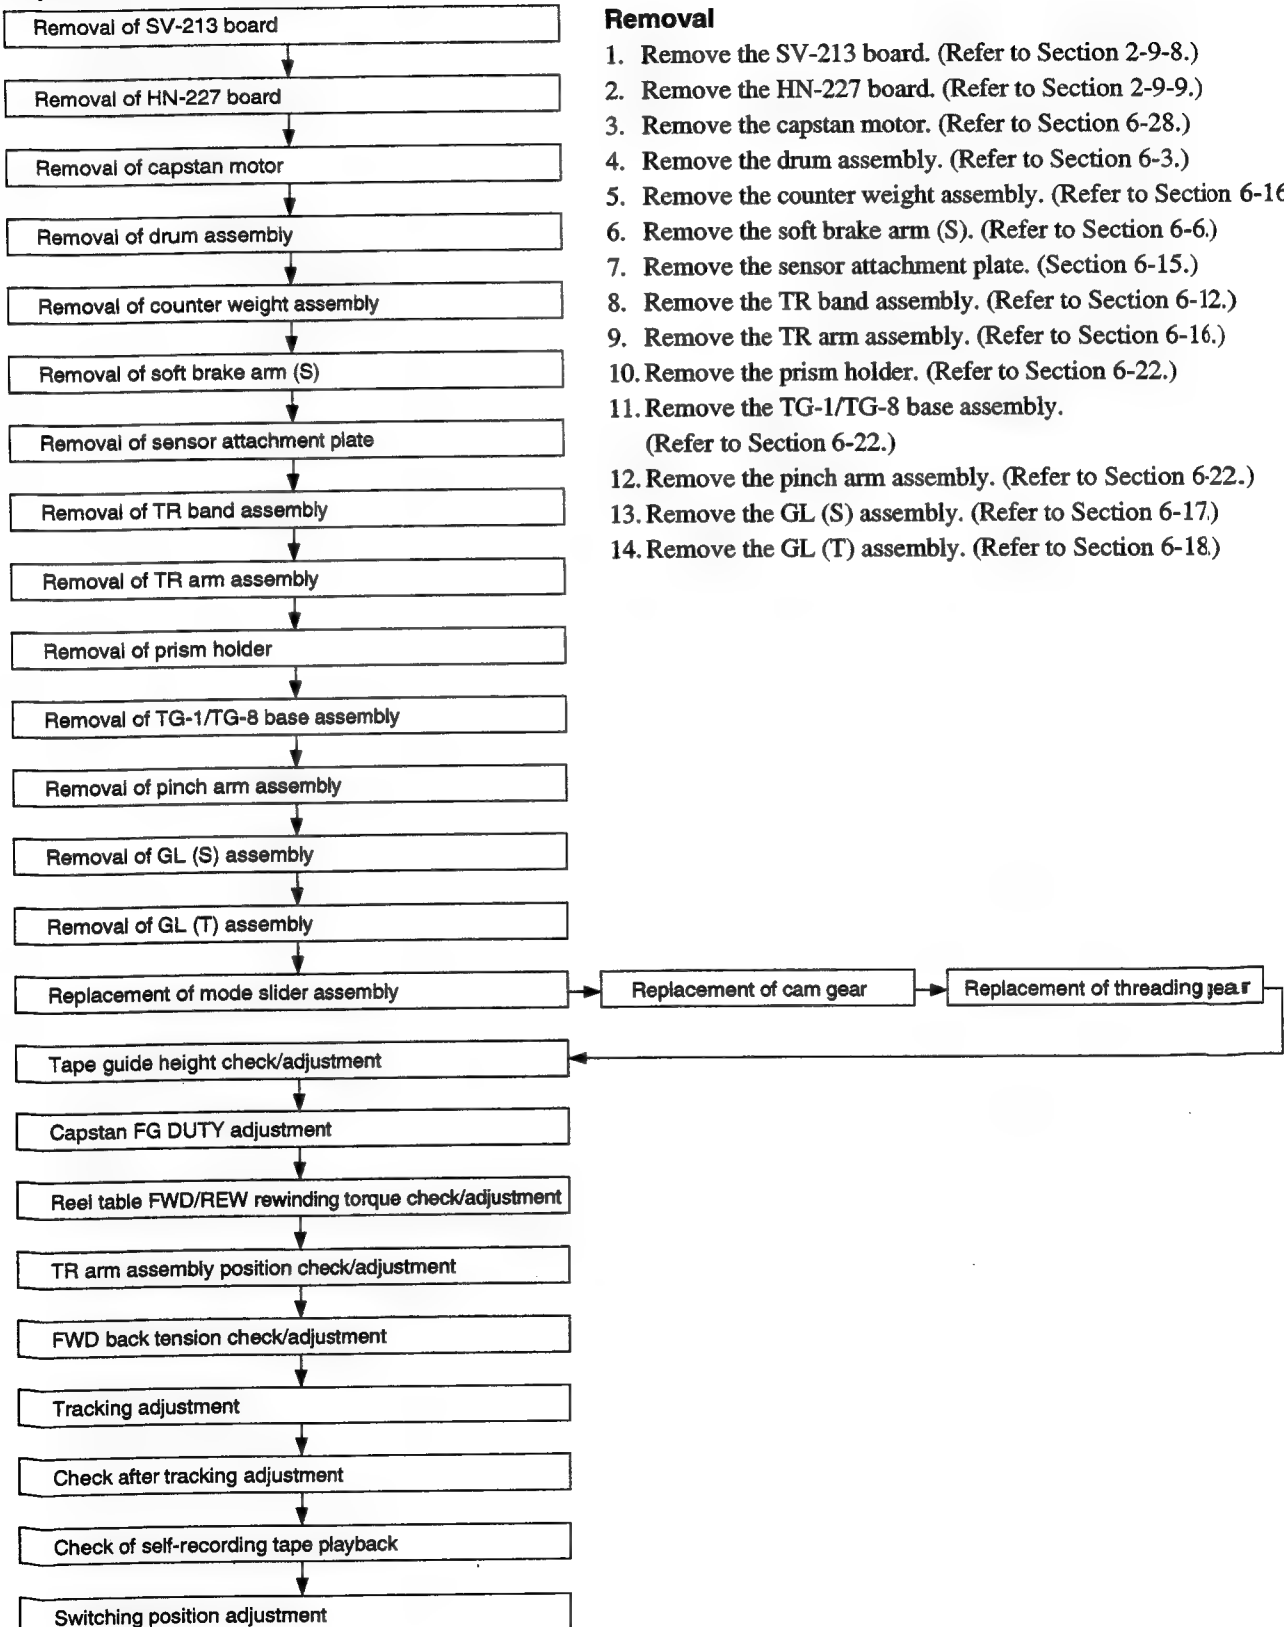 Removal of SV-213 board
Removal of HN-227 board
Removal of capstan motor
Removal of drum assembly
Removal of counter weight assembly
Removal of soft brake arm (S)
Removal of sensor attachment plate
Removal of TR band assembly
Removal of TR arm assembly
Removal of prism holder
Removal of TG-1/TG-8 base assembly
Removal of pinch arm assembly
Removal of GL (S) assembly
Removal of GL (T) assembly
Replacement of mode slider assembly
Replacement of cam gear
Replacement of threading gear
Tape guide height check/adjustment
Capstan FG DUTY adjustment
Reel table FWD/REW rewinding torque check/adjustment
TR arm assembly position check/adjustment
FWD back tension check/adjustment
Tracking adjustment
Check after tracking adjustment
Check of self-recording tape playback
Switching position adjustment
Removal
1. Remove the SV-213 board. (Refer to Section 2-9-8.)
2. Remove the HN-227 board. (Refer to Section 2-9-9.)
3. Remove the capstan motor. (Refer to Section 6-28.)
4. Remove the drum assembly. (Refer to Section 6-3.)
5. Remove the counter weight assembly. (Refer to Section 6-16
6. Remove the soft brake arm (S). (Refer to Section 6-6.)
7. Remove the sensor attachment plate. (Section 6-15.)
8. Remove the TR band assembly. (Refer to Section 6-12.)
9. Remove the TR arm assembly. (Refer to Section 6-16.)
10. Remove the prism holder. (Refer to Section 6-22.)
11. Remove the TG-1/TG-8 base assembly.
(Refer to Section 6-22.)
12. Remove the pinch arm assembly. (Refer to Section 6-22.)
13. Remove the GL (S) assembly. (Refer to Section 6-17.)
14. Remove the GL (T) assembly. (Refer to Section 6-18.)